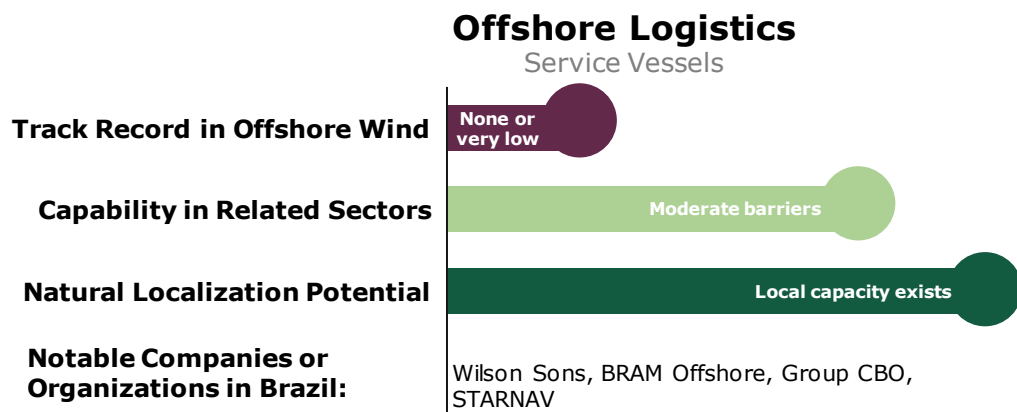 Offshore Logistics
Service Vessels
Track Record in Offshore Wind
None or
very low
Capability in Related Sectors
Moderate barriers
Natural Localization Potential
Local capacity exists
Notable Companies or
Organizations in Brazil:
Wilson Sons, BRAM Offshore, Group CBO,
STARNAV